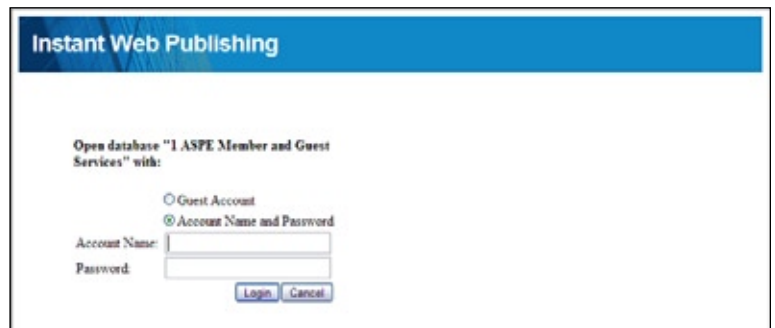 Instant Web Publishing
Open database "1 ASPE Member and Guest
Services" with:
Guest Account
Account Name and Password
Account Name:
Password:
Login Cancel